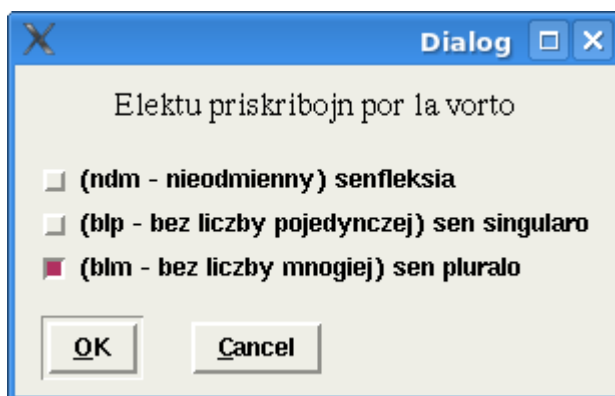 Dialog
Elektu priskribojn por la vorto
(ndm - nieodmienny) senfleksia
(blp - bez liczby pojedynczej) sen singularo
(blm - bez liczby mnogiej) sen pluralo
OK Cancel